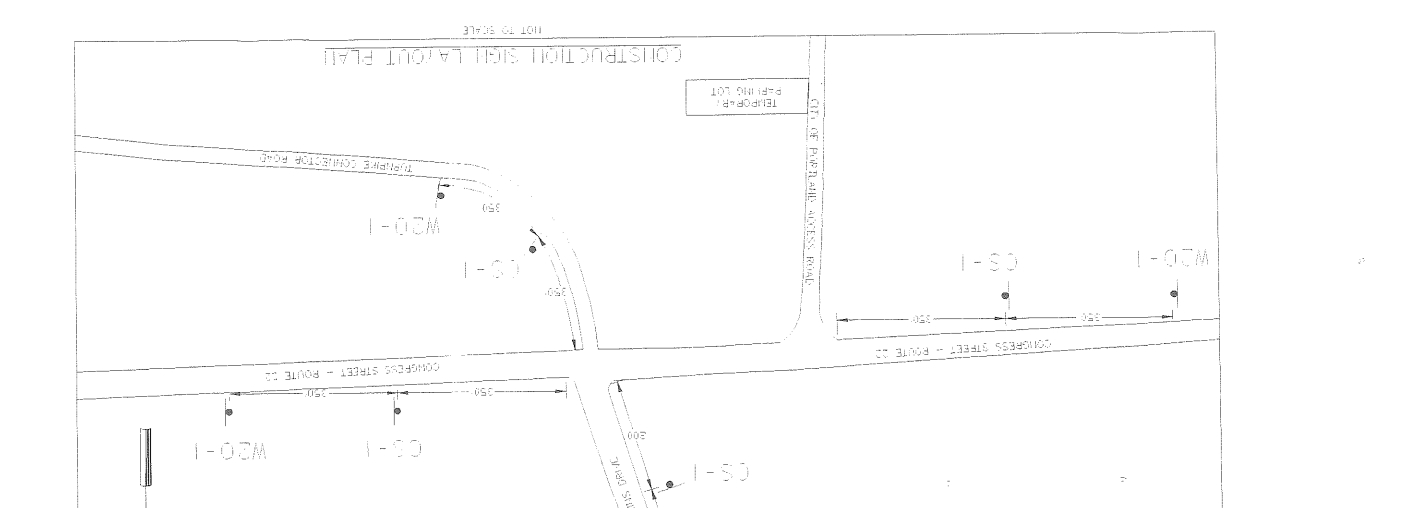 CS-1
CS-1
W20-1
300
350'
350'
CONGRESS STREET - ROUTE 22
CONGRESS STREET - ROUTE 22
350'
350'
W20-1
CS-1
350'
CS-1
W20-1
350'
TURNPIKE CONNECTOR ROAD
CITY OF PORTLAND ACCESS ROAD
TEMPORARY
PARKING LOT
CONSTRUCTION SIGN LAYOUT PLAN
NOT TO SCALE